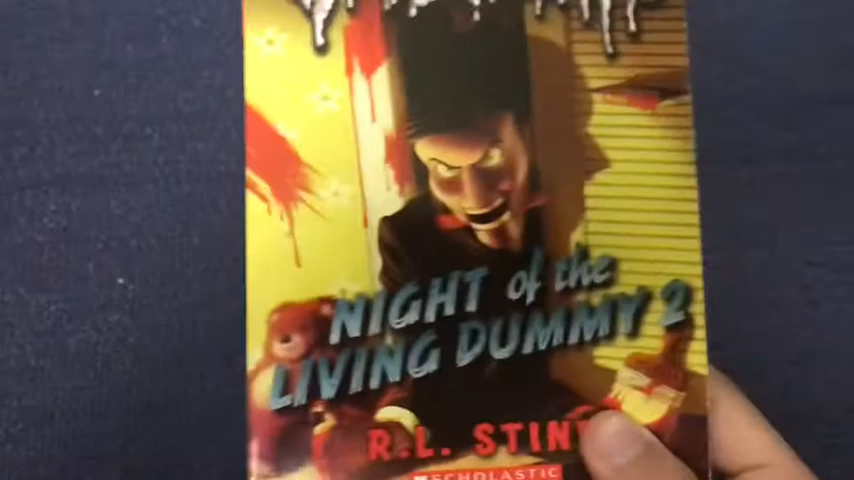 NIGHT of the
LIVING DUMMY 2
R.L. STIN
SCHOLASTIC